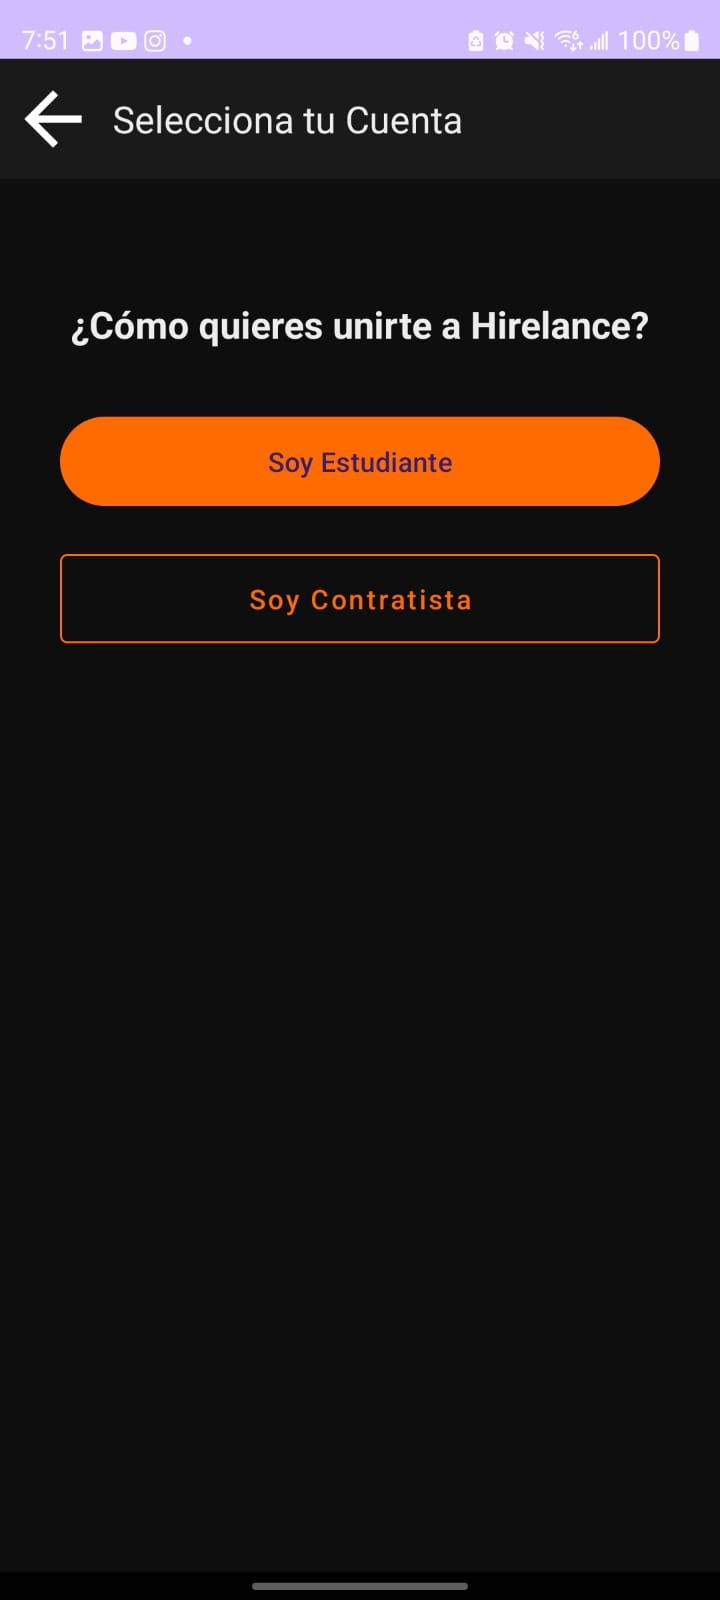 7:51 100%
Selecciona tu Cuenta
¿Cómo quieres unirte a Hirelance?
Soy Estudiante
Soy Contratista